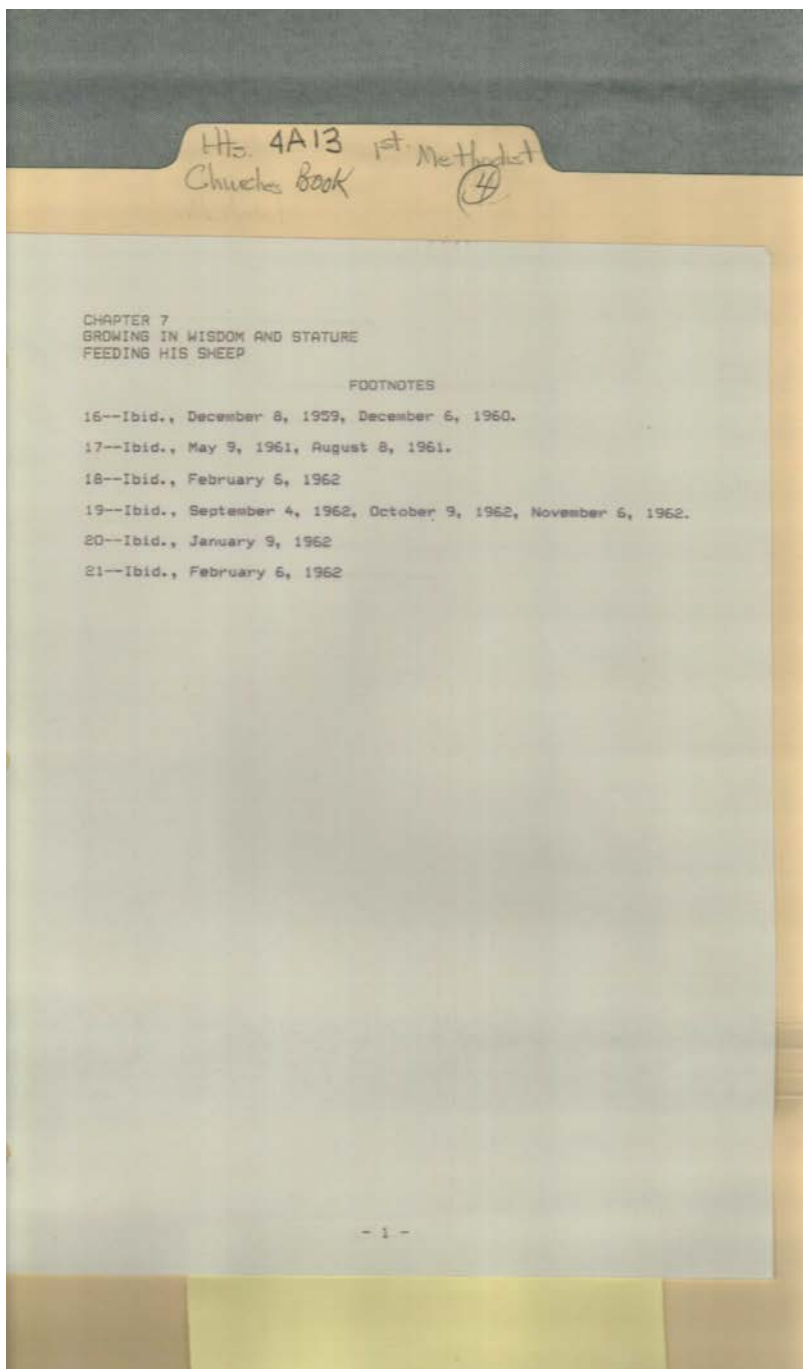 Hts. 4A13 1st. Methodist
Churches Book 4
CHAPTER 7
GROWING IN WISDOM AND STATURE
FEEDING HIS SHEEP
FOOTNOTES
16--Ibid., December 8, 1959, December 6, 1960.
17--Ibid., May 9, 1961, August 8, 1961.
18--Ibid., February 6, 1962
19--Ibid., September 4, 1962, October 9, 1962, November 6, 1962.
20--Ibid., January 9, 1962
21--Ibid., February 6, 1962
- 1 -